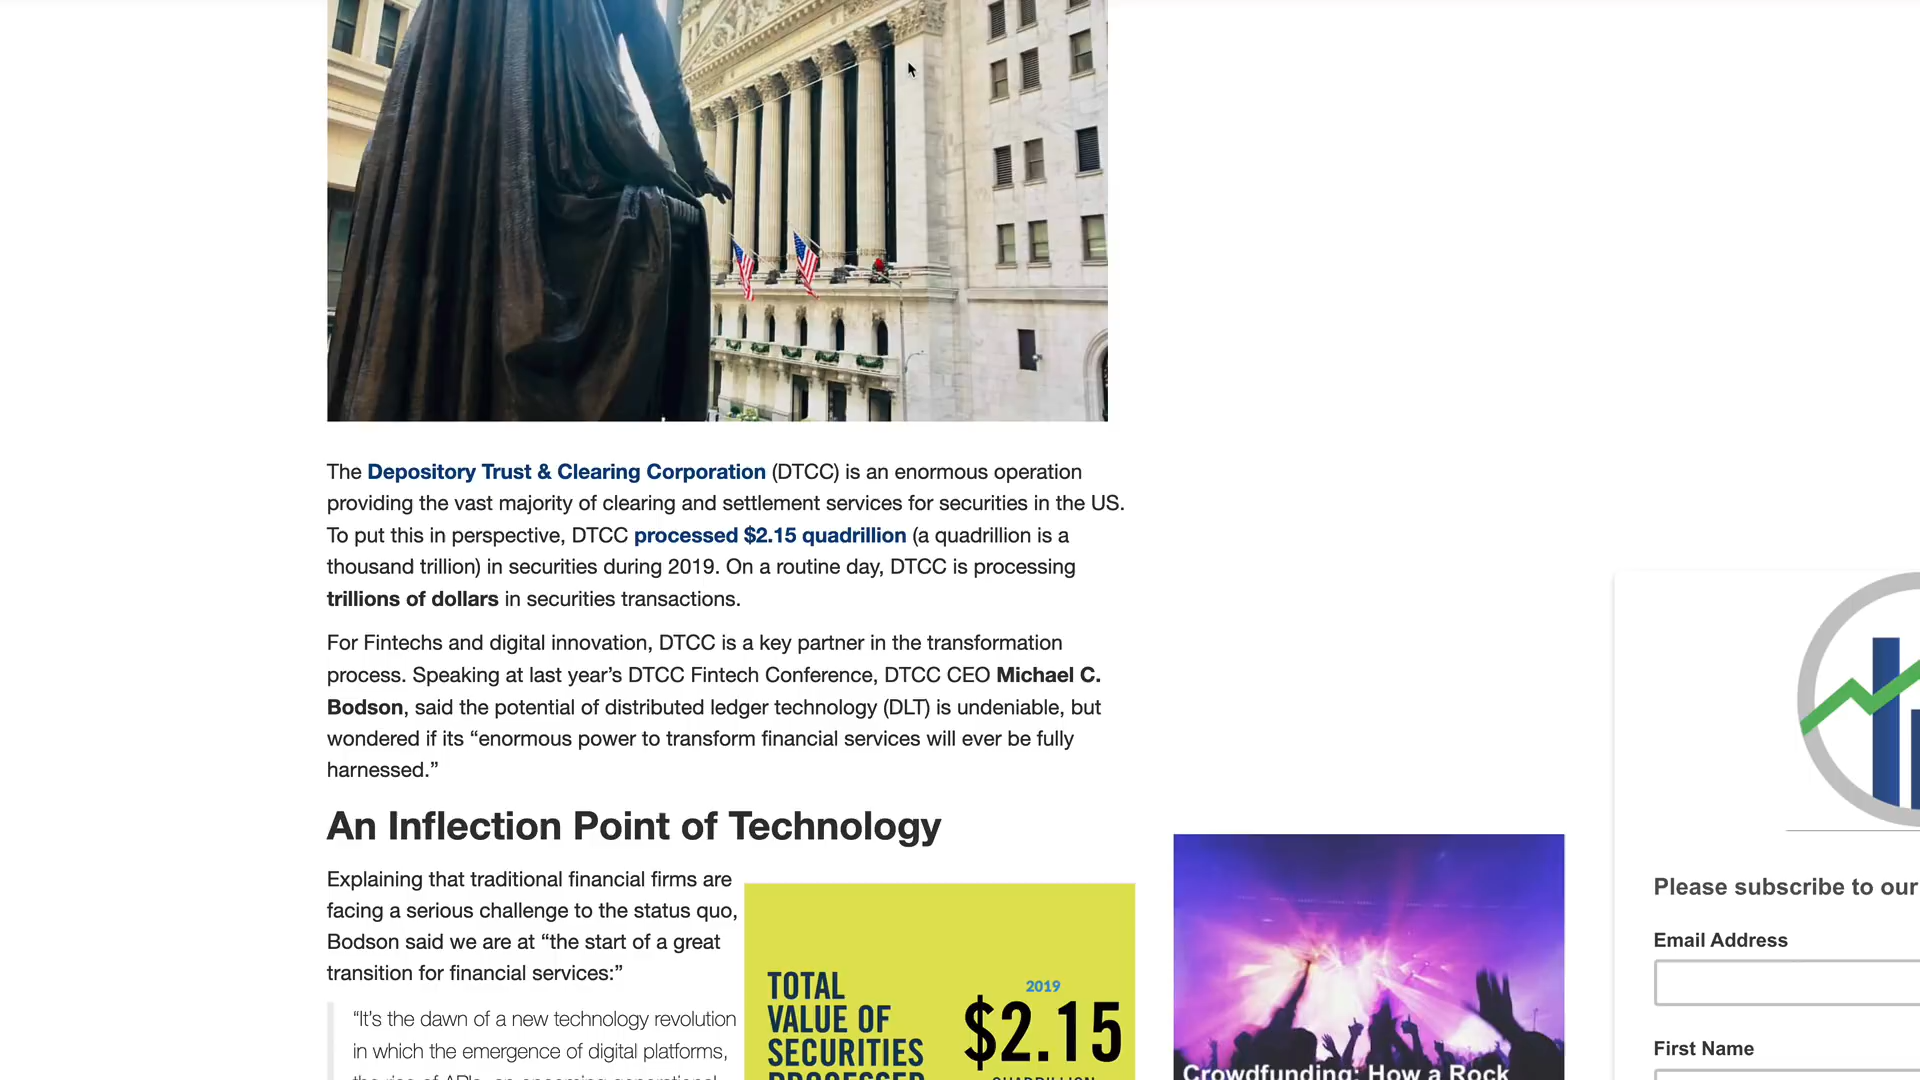 The Depository Trust & Clearing Corporation (DTCC) is an enormous operation
providing the vast majority of clearing and settlement services for securities in the US.
To put this in perspective, DTCC processed $2.15 quadrillion (a quadrillion is a
thousand trillion) in securities during 2019. On a routine day, DTCC is processing
trillions of dollars in securities transactions.
For Fintechs and digital innovation, DTCC is a key partner in the transformation
process. Speaking at last year’s DTCC Fintech Conference, DTCC CEO Michael C.
Bodson, said the potential of distributed ledger technology (DLT) is undeniable, but
wondered if its “enormous power to transform financial services will ever be fully
harnessed.”
An Inflection Point of Technology
Explaining that traditional financial firms are
facing a serious challenge to the status quo,
Bodson said we are at “the start of a great
transition for financial services:”
“It’s the dawn of a new technology revolution
in which the emergence of digital platforms,
TOTAL
VALUE OF
SECURITIES
PROCESSED
2019
$2.15
QUADRILLION
Crowdfunding: How a Rock
Please subscribe to our
Email Address
First Name